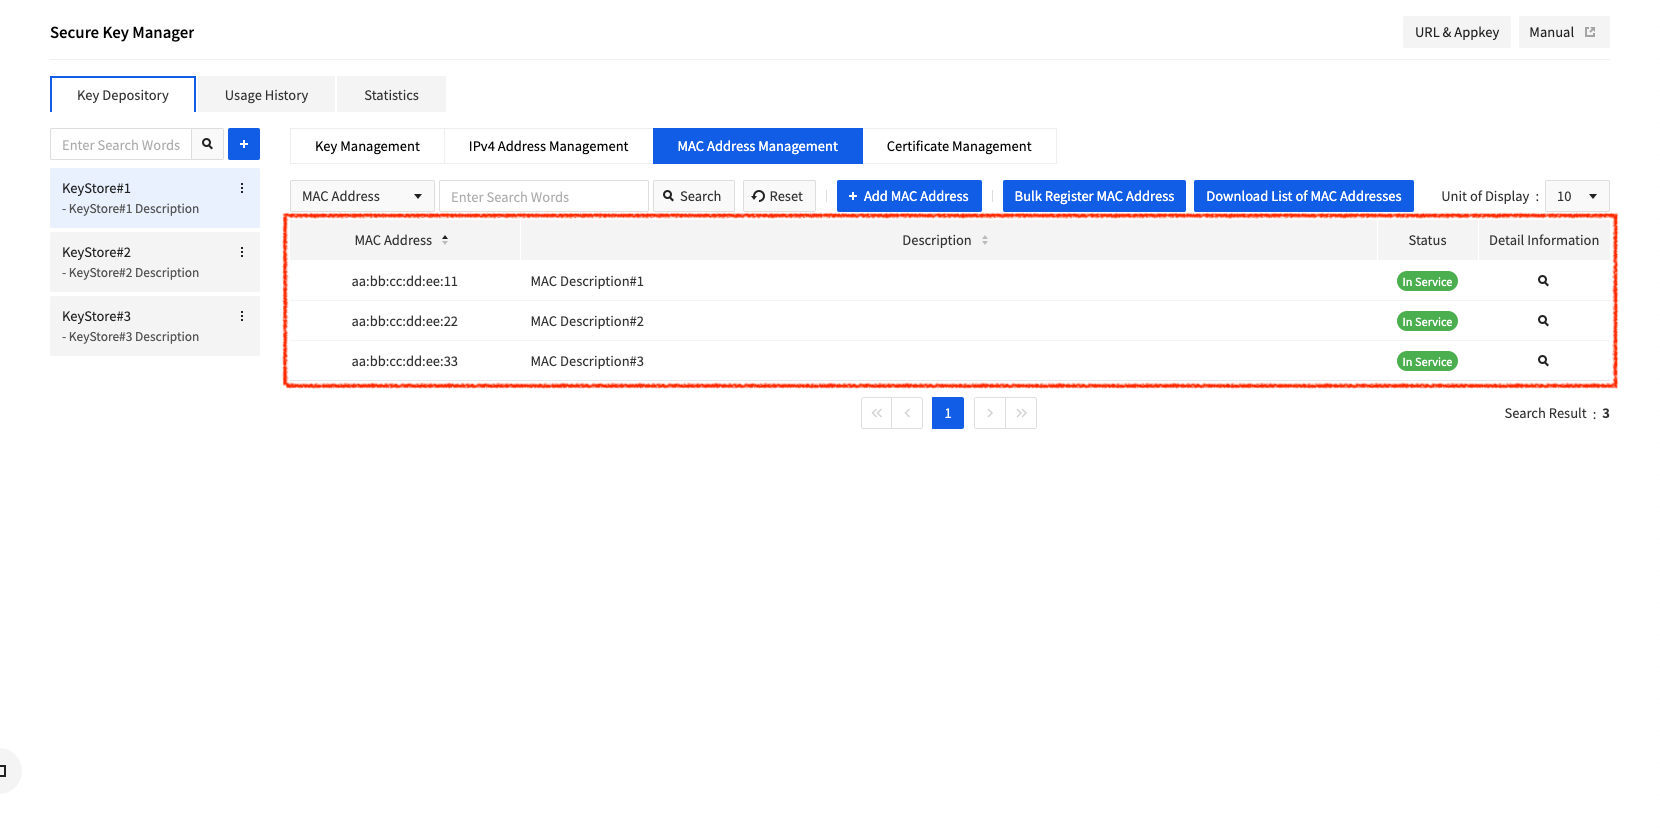 Secure Key Manager
URL & Appkey
Manual
Key Depository
Usage History
Statistics
Enter Search Words
+
KeyStore#1
- KeyStore#1 Description
KeyStore#2
- KeyStore#2 Description
KeyStore#3
- KeyStore#3 Description
Key Management
IPv4 Address Management
MAC Address Management
Certificate Management
MAC Address
Enter Search Words
Search
Reset
+ Add MAC Address
Bulk Register MAC Address
Download List of MAC Addresses
Unit of Display : 10
MAC Address Description Status Detail Information
aa:bb:cc:dd:ee:11 MAC Description#1 In Service
aa:bb:cc:dd:ee:22 MAC Description#2 In Service
aa:bb:cc:dd:ee:33 MAC Description#3 In Service
1
Search Result : 3